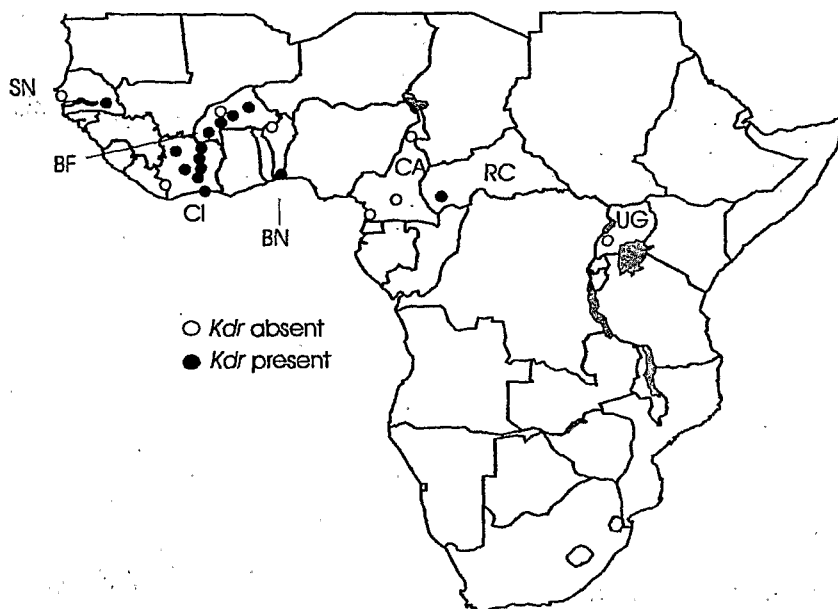 SN
BF
CI
BN
CA
RC
UG
Kdr absent
Kdr present